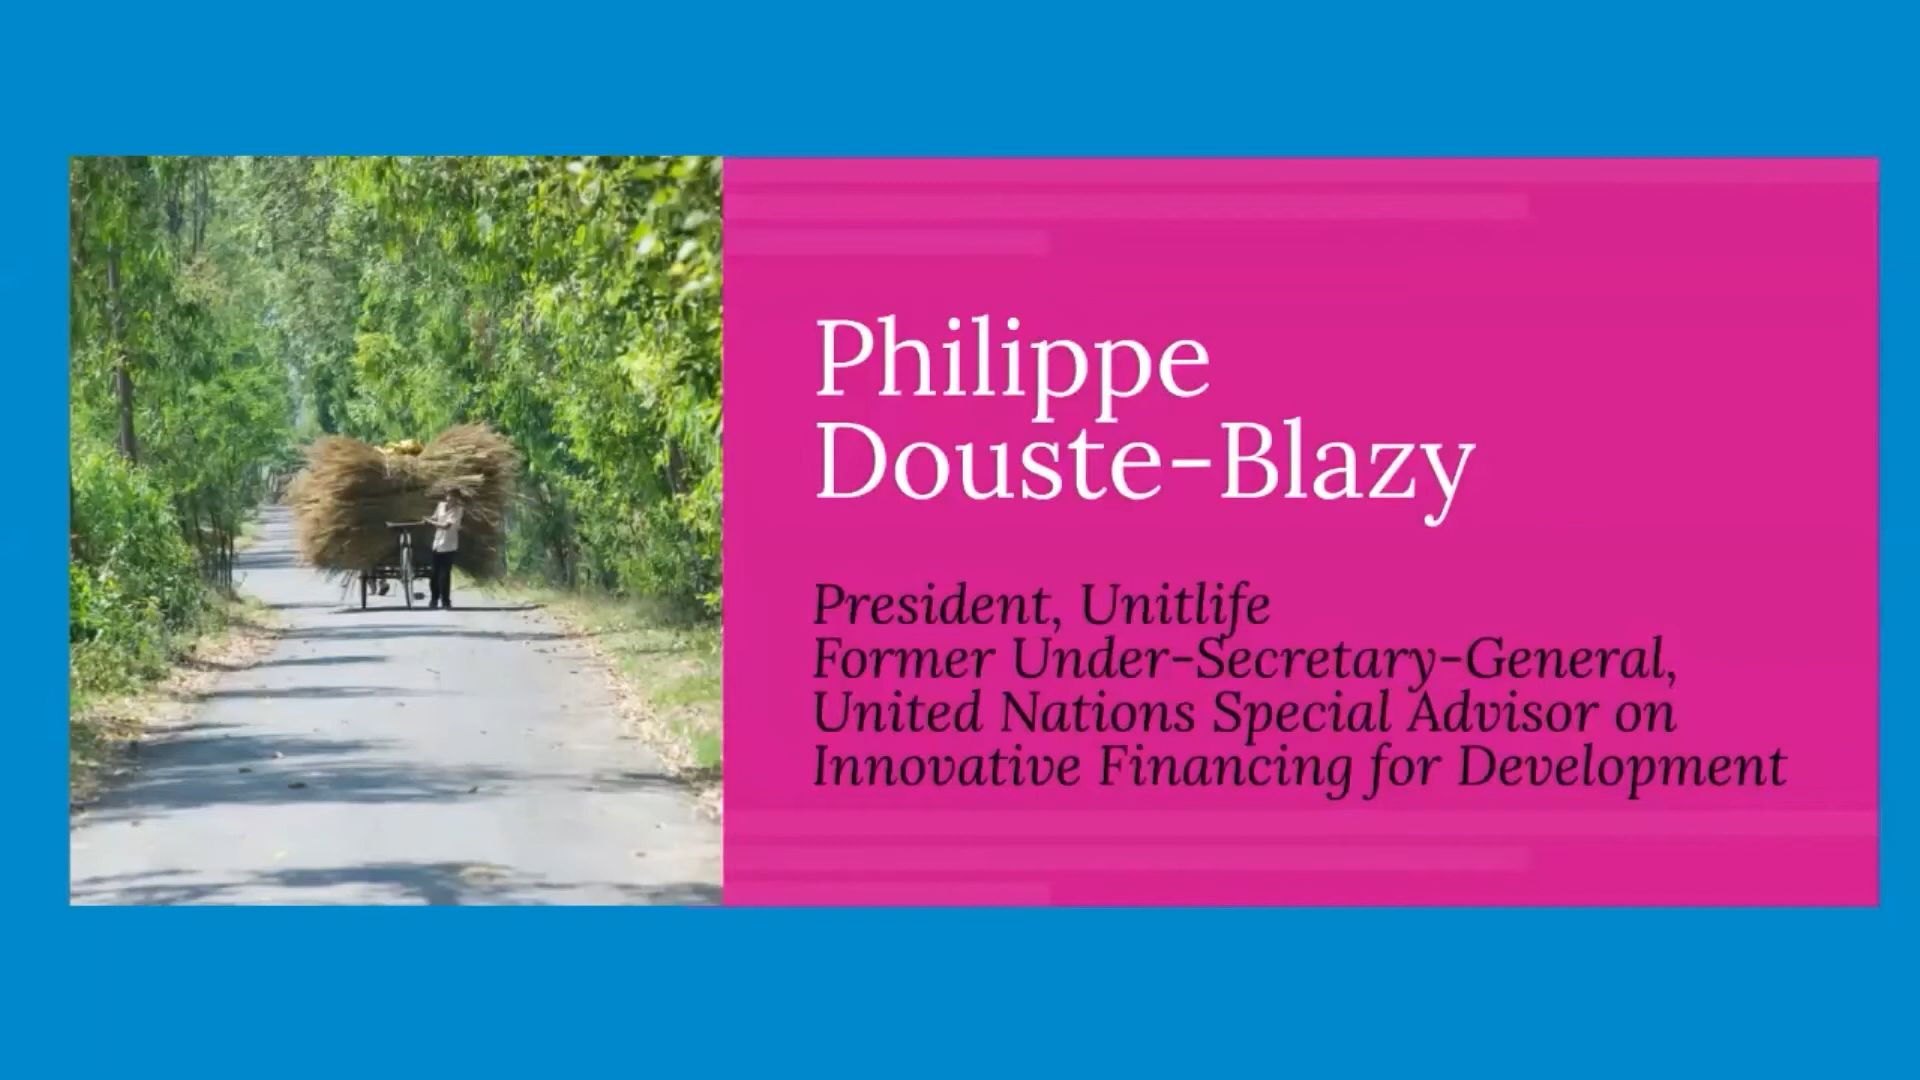 Philippe
Douste-Blazy
President, Unitlife
Former Under-Secretary-General,
United Nations Special Advisor on
Innovative Financing for Development